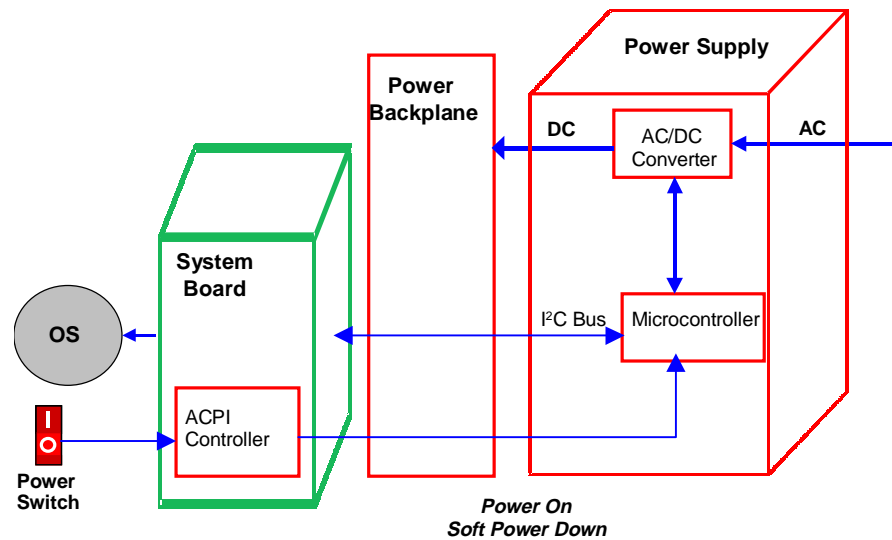 Power Supply
Power
Backplane
DC
AC/DC
Converter
AC
System
Board
OS
I²C Bus
Microcontroller
ACPI
Controller
I
O
Power
Switch
Power On
Soft Power Down